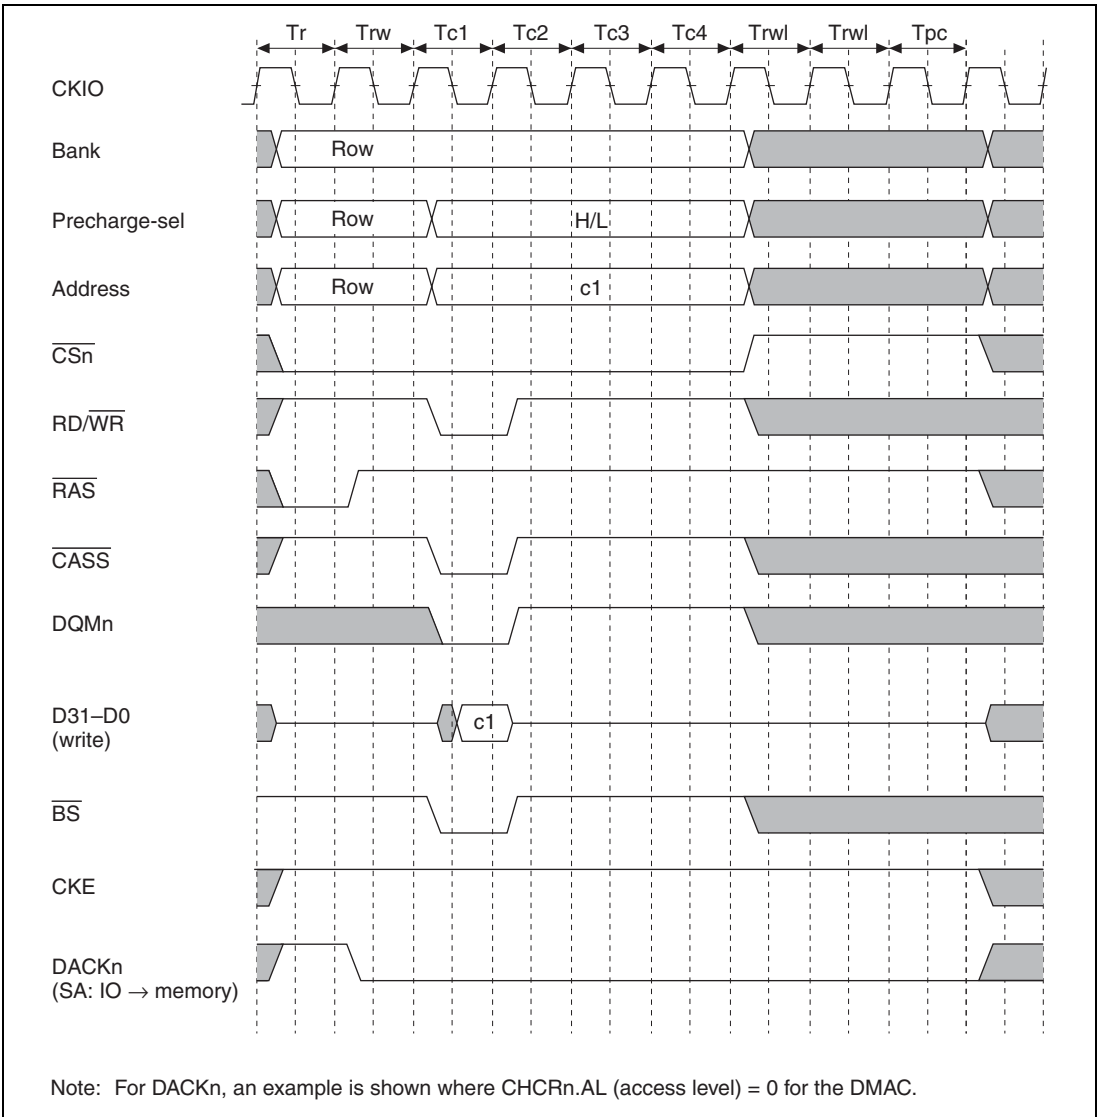 Tr Trw Tc1 Tc2 Tc3 Tc4 Trwl Trwl Tpc
CKIO
Bank Row
Precharge-sel Row H/L
Address Row c1
CSn
RD/WR
RAS
CASS
DQMn
D31–D0
(write)
c1
BS
CKE
DACKn
(SA: IO → memory)
Note: For DACKn, an example is shown where CHCRn.AL (access level) = 0 for the DMAC.